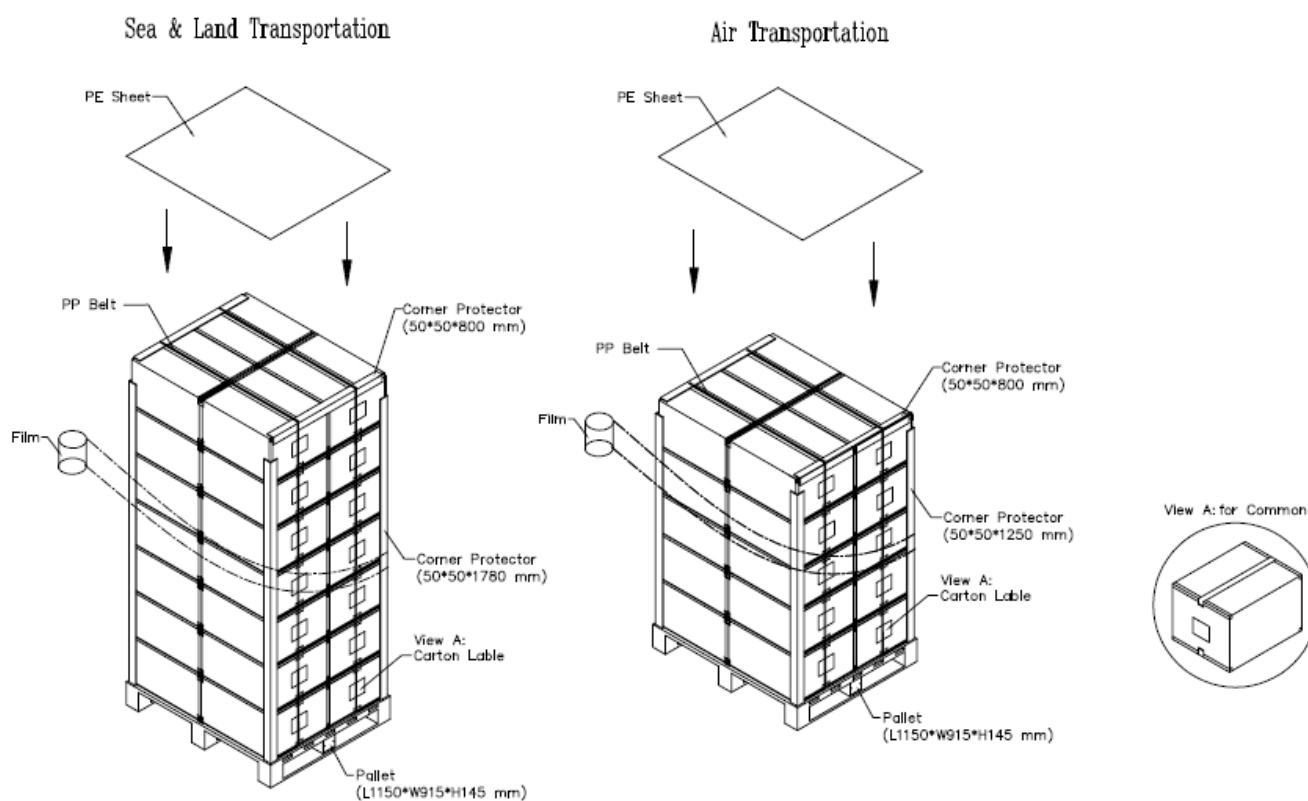 Sea & Land Transportation
PE Sheet
PP Belt
Corner Protector
(50*50*800 mm)
Film
Corner Protector
(50*50*1780 mm)
View A:
Carton Lable
Pallet
(L1150*W915*H145 mm)
Air Transportation
PE Sheet
PP Belt
Corner Protector
(50*50*800 mm)
Film
Corner Protector
(50*50*1250 mm)
View A:
Carton Lable
Pallet
(L1150*W915*H145 mm)
View A: for Common